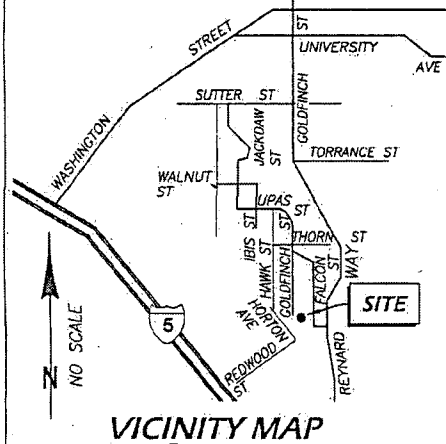 ST
UNIVERSITY
AVE
WASHINGTON
STREET
SUTTER ST
GOLDFINCH
JACKDAW
ST
TORRANCE ST
WALNUT
ST
UPAS
ST
IBIS ST
HAWK ST
GOLDFINCH
ST
THORN ST
FALCON
ST
WAY
REYNARD
SITE
HORTON
AVE
REDWOOD
ST
5
N
NO SCALE
VICINITY MAP